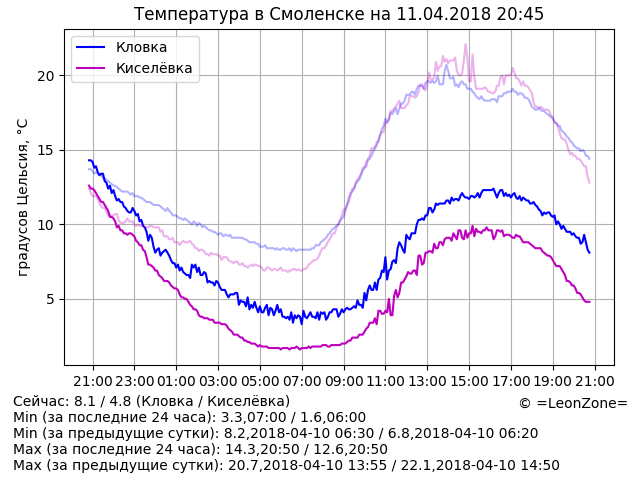 Температура в Смоленске на 11.04.2018 20:45
Кловка
Киселёвка
градусов Цельсия, °C
20
15
10
5
21:00 23:00 01:00 03:00 05:00 07:00 09:00 11:00 13:00 15:00 17:00 19:00 21:00
Сейчас: 8.1 / 4.8 (Кловка / Киселёвка)
© =LeonZone=
Min (за последние 24 часа): 3.3,07:00 / 1.6,06:00
Min (за предыдущие сутки): 8.2,2018-04-10 06:30 / 6.8,2018-04-10 06:20
Max (за последние 24 часа): 14.3,20:50 / 12.6,20:50
Max (за предыдущие сутки): 20.7,2018-04-10 13:55 / 22.1,2018-04-10 14:50